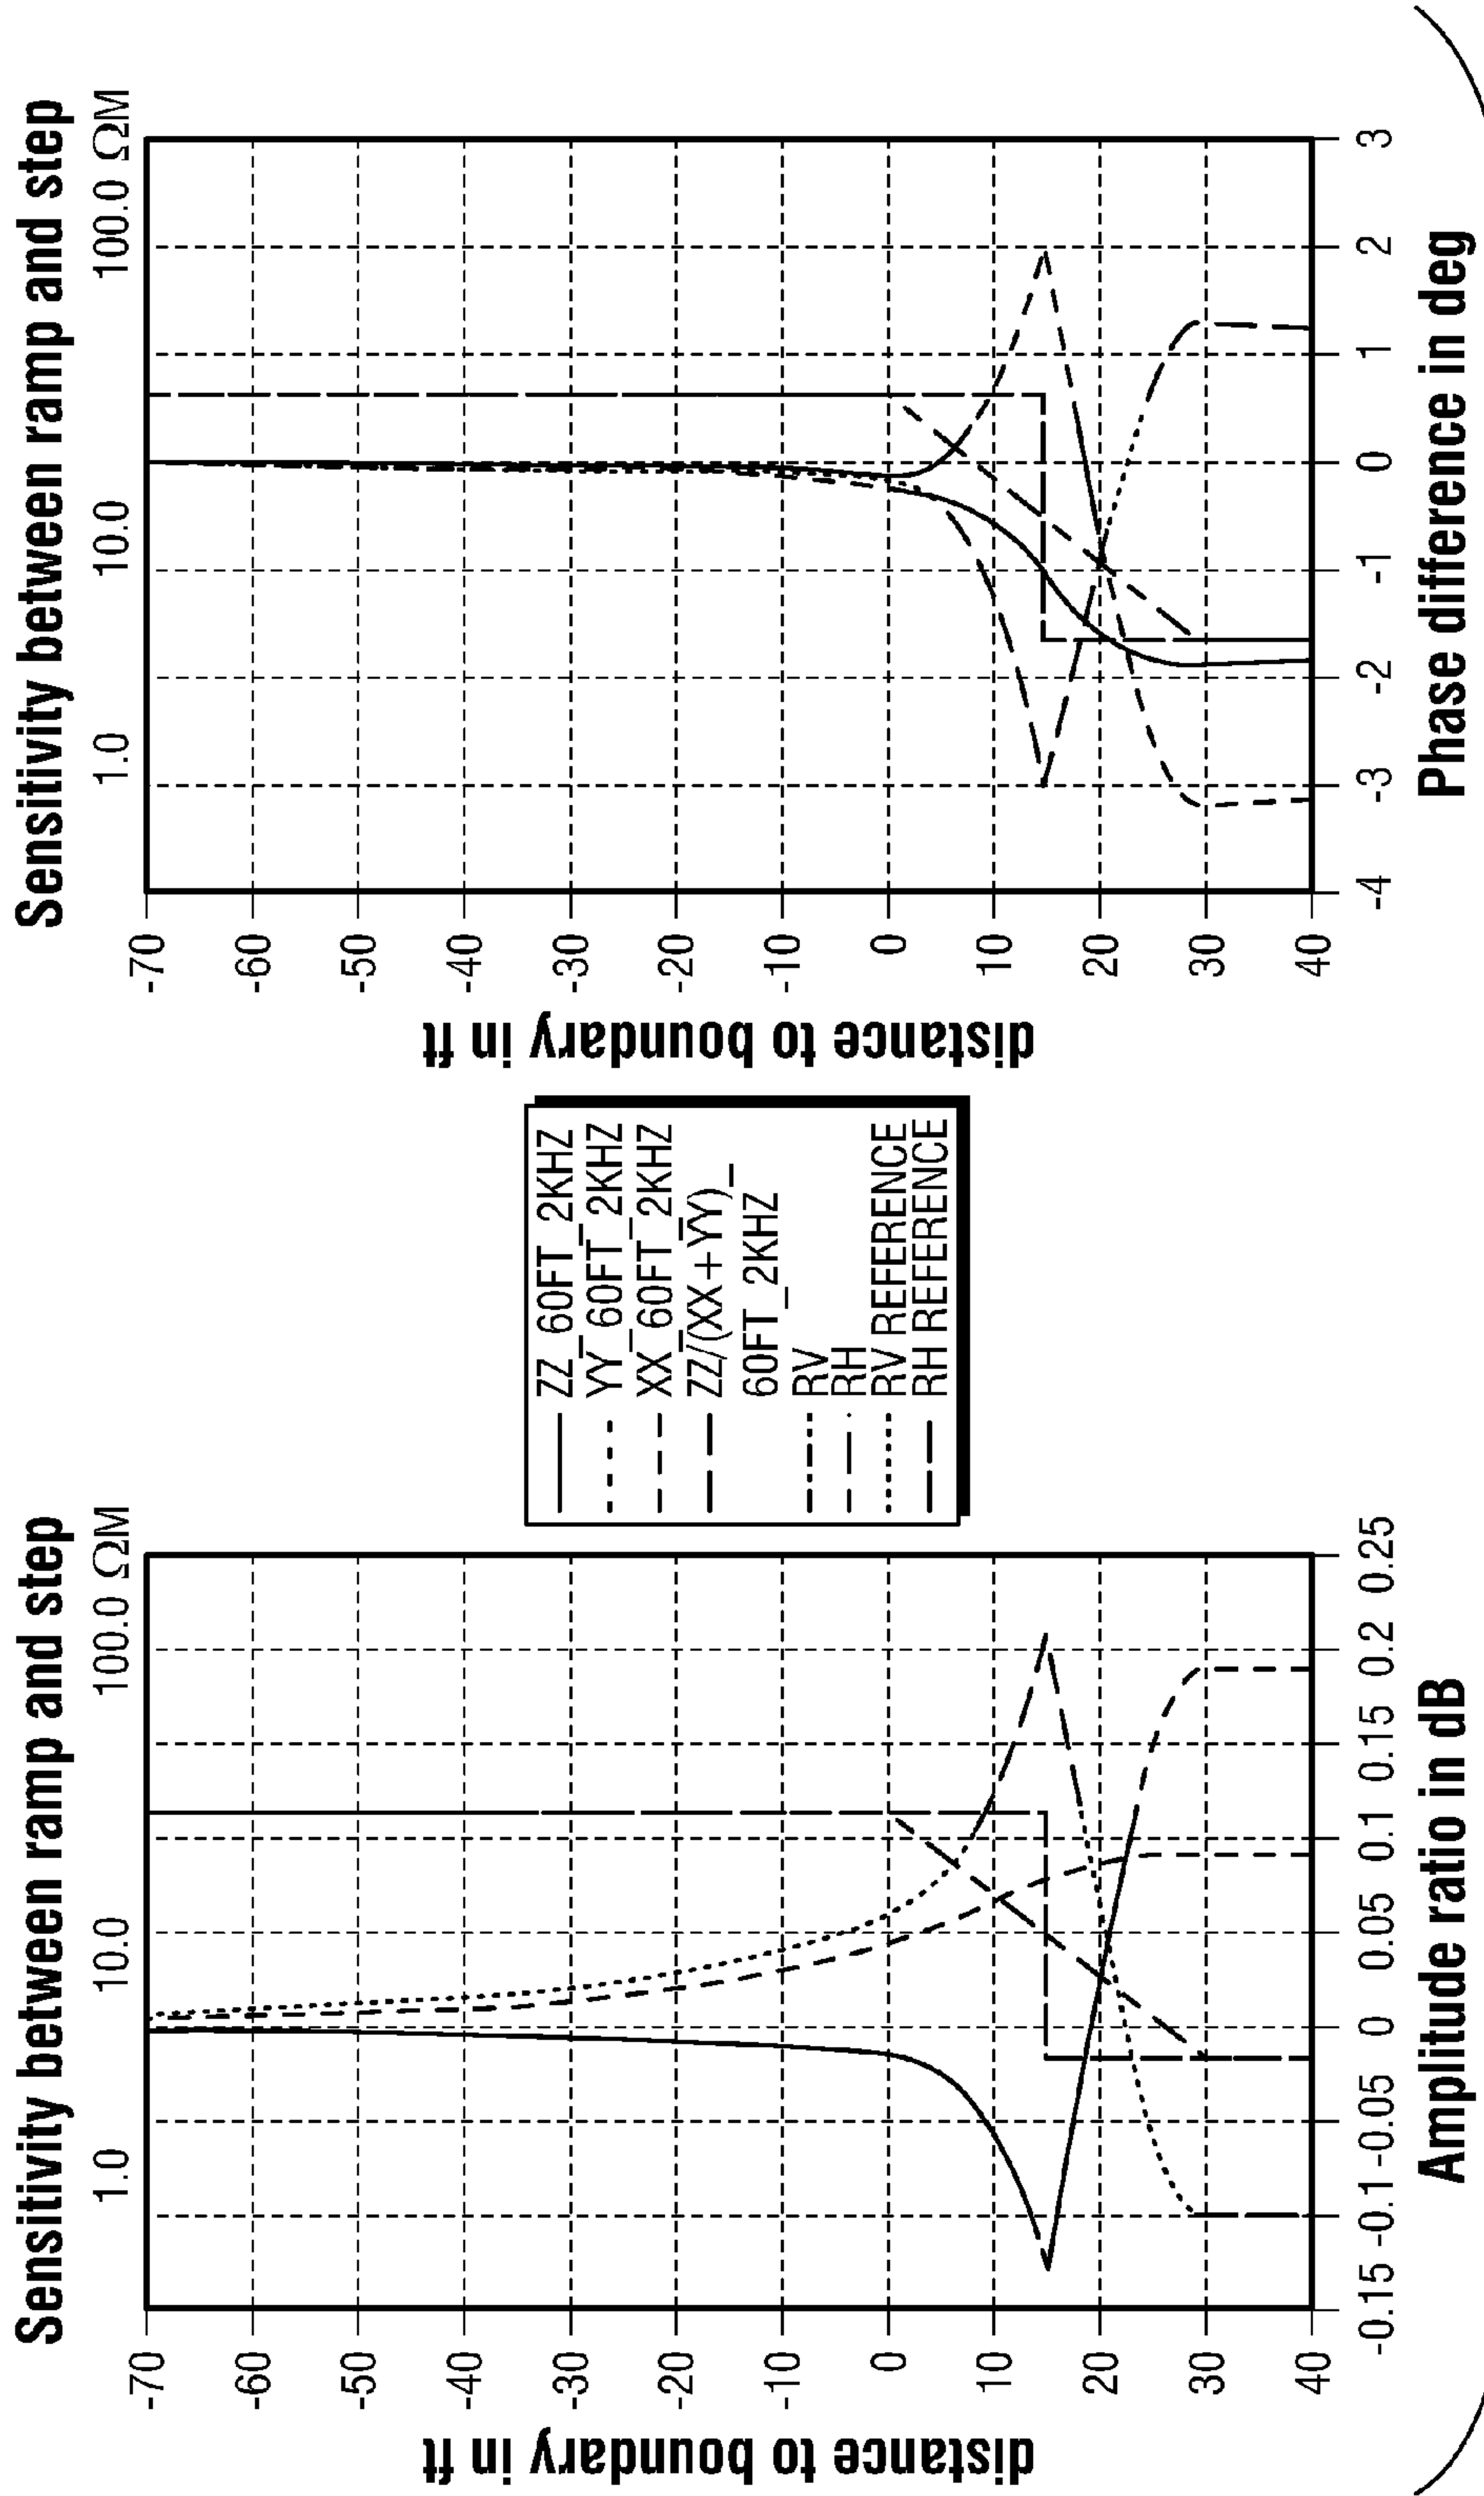 Sensitivity between ramp and step
1.0 10.0 100.0 ΩM
distance to boundary in ft
-70
-60
-50
-40
-30
-20
-10
0
10
20
30
40
-0.15 -0.1 -0.05 0 0.05 0.1 0.15 0.2 0.25
Amplitude ratio in dB
ZZ_60FT_2KHZ
YY_60FT_2KHZ
XX_60FT_2KHZ
ZZ/(XX+YY)_
60FT_2KHZ
RV
RH
RV REFERENCE
RH REFERENCE
Sensitivity between ramp and step
1.0 10.0 100.0 ΩM
distance to boundary in ft
-70
-60
-50
-40
-30
-20
-10
0
10
20
30
40
-4 -3 -2 -1 0 1 2 3
Phase difference in deg